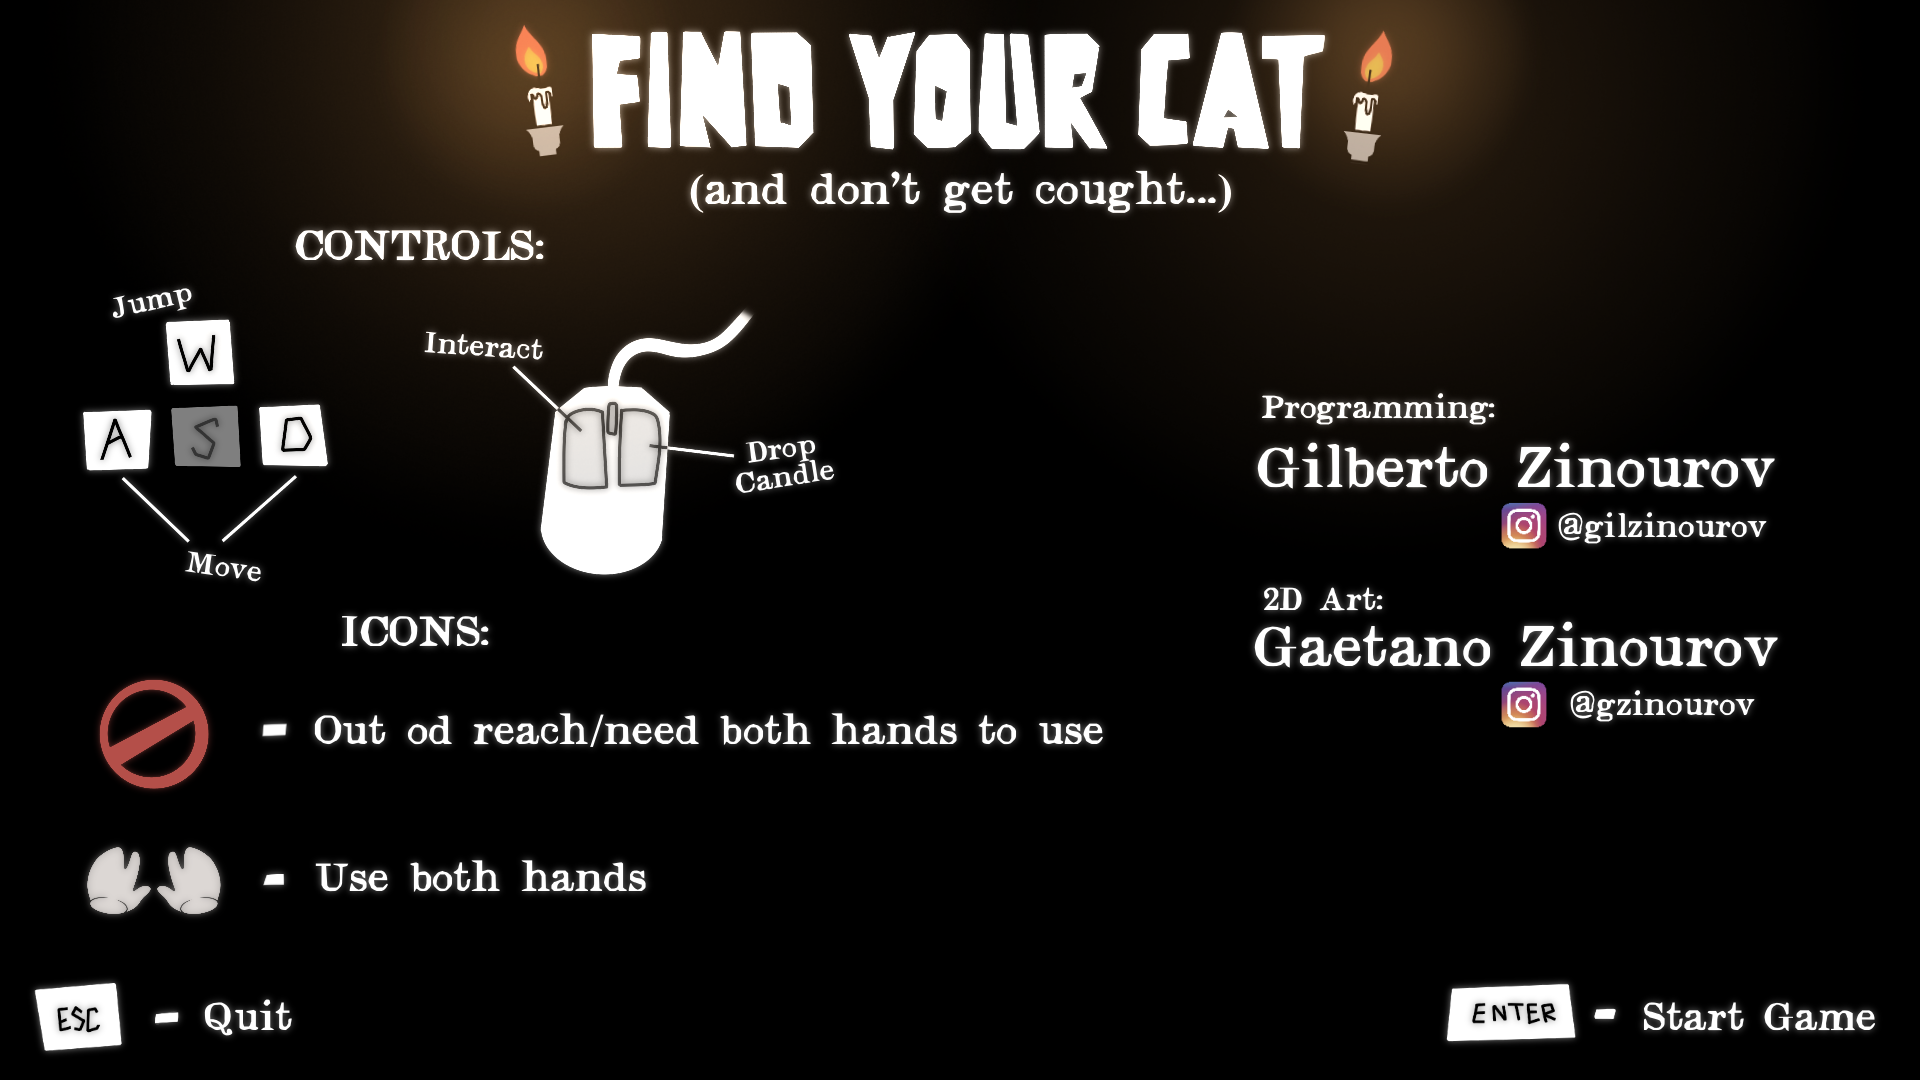 FIND YOUR CAT
(and don't get cought...)
CONTROLS:
Jump
W
A S D
Move
Interact
Drop
Candle
ICONS:
- Out od reach/need both hands to use
- Use both hands
Programming:
Gilberto Zinourov
@gilzinourov
2D Art:
Gaetano Zinourov
@gzinourov
ESC - Quit
ENTER - Start Game